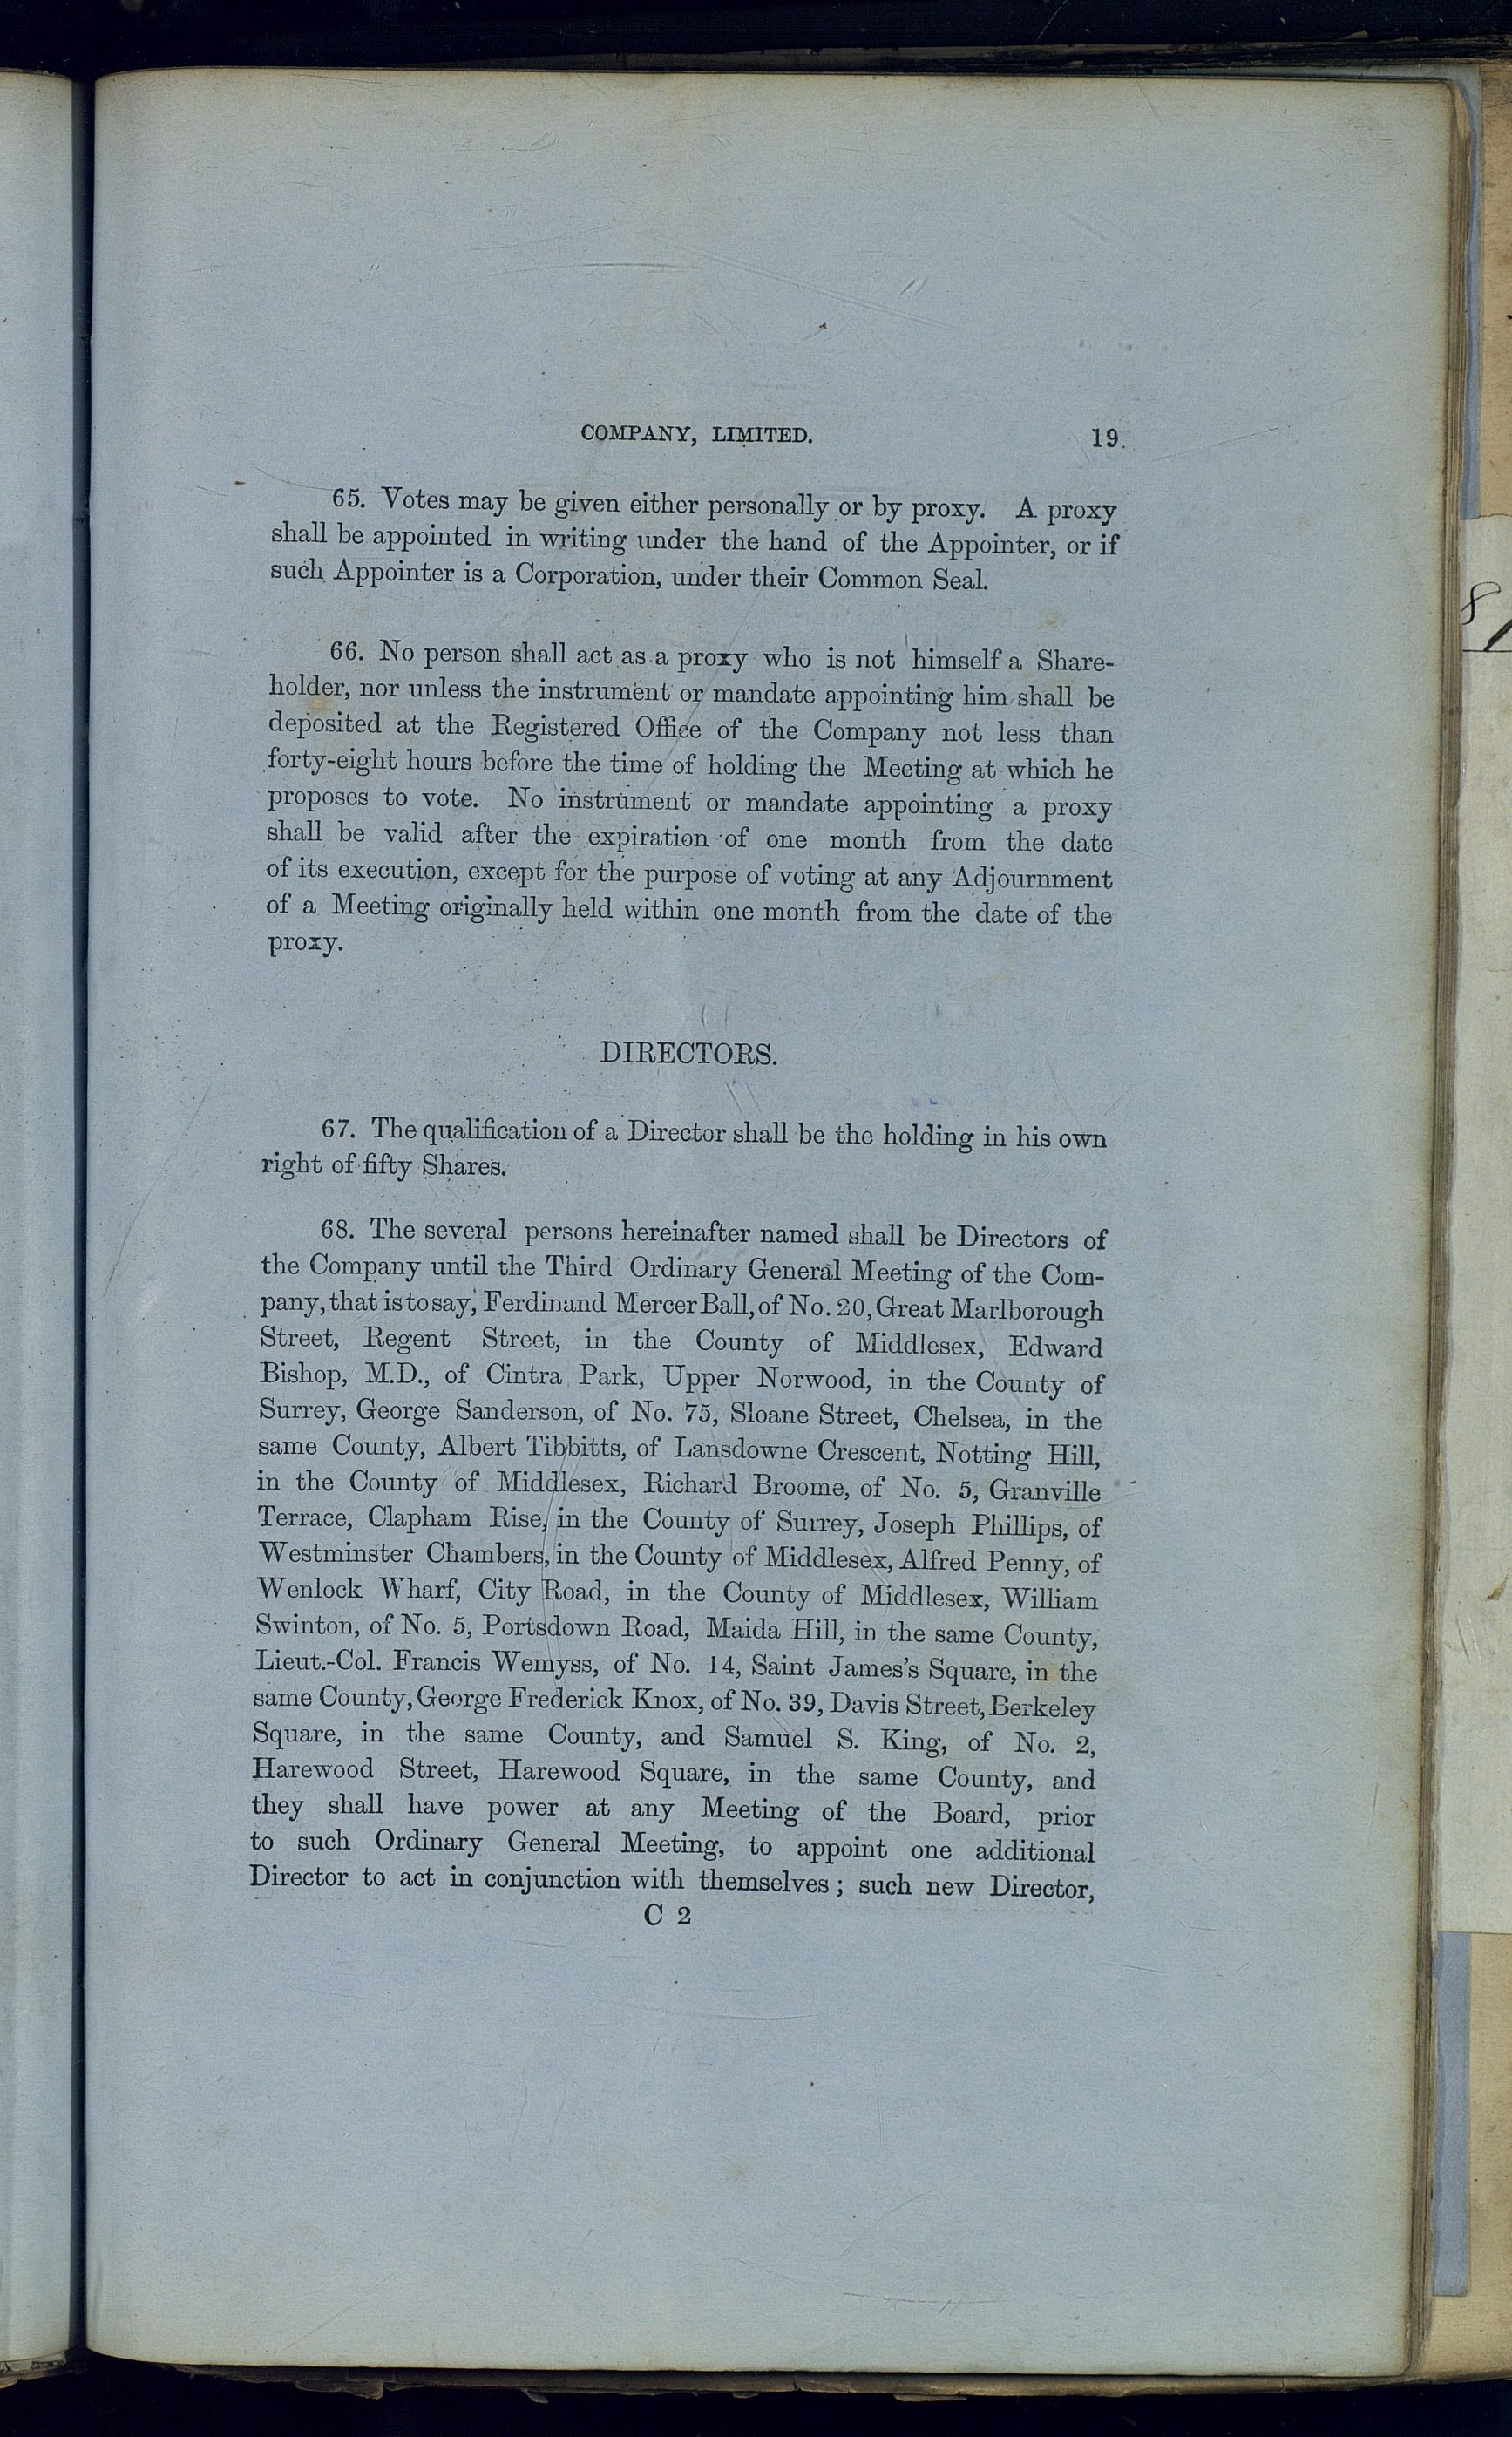 COMPANY, LIMITED. 19.
65. Votes may be given either personally or by proxy. A proxy
shall be appointed in writing under the hand of the Appointer, or if
such Appointer is a Corporation, under their Common Seal.
66. No person shall act as a proxy who is not himself a Share-
holder, nor unless the instrument or mandate appointing him shall be
deposited at the Registered Office of the Company not less than
forty-eight hours before the time of holding the Meeting at which he
proposes to vote. No instrument or mandate appointing a proxy
shall be valid after the expiration of one month from the date
of its execution, except for the purpose of voting at any Adjournment
of a Meeting originally held within one month from the date of the
proxy.
DIRECTORS.
67. The qualification of a Director shall be the holding in his own
right of fifty Shares.
68. The several persons hereinafter named shall be Directors of
the Company until the Third Ordinary General Meeting of the Com-
pany, that is to say, Ferdinand Mercer Ball, of No. 20, Great Marlborough
Street, Regent Street, in the County of Middlesex, Edward
Bishop, M.D., of Cintra Park, Upper Norwood, in the County of
Surrey, George Sanderson, of No. 75, Sloane Street, Chelsea, in the
same County, Albert Tibbitts, of Lansdowne Crescent, Notting Hill,
in the County of Middlesex, Richard Broome, of No. 5, Granville
Terrace, Clapham Rise, in the County of Surrey, Joseph Phillips, of
Westminster Chambers, in the County of Middlesex, Alfred Penny, of
Wenlock Wharf, City Road, in the County of Middlesex, William
Swinton, of No. 5, Portsdown Road, Maida Hill, in the same County,
Lieut.-Col. Francis Wemyss, of No. 14, Saint James's Square, in the
same County, George Frederick Knox, of No. 39, Davis Street, Berkeley
Square, in the same County, and Samuel S. King, of No. 2,
Harewood Street, Harewood Square, in the same County, and
they shall have power at any Meeting of the Board, prior
to such Ordinary General Meeting, to appoint one additional
Director to act in conjunction with themselves; such new Director,
C 2